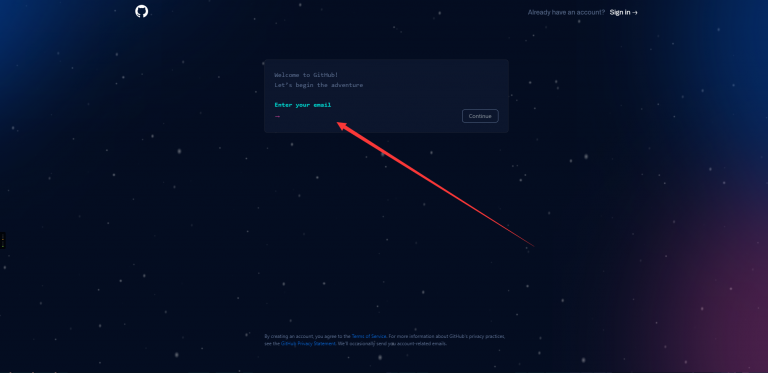 Already have an account? Sign in →
Welcome to GitHub!
Let's begin the adventure
Enter your email
Continue
By creating an account, you agree to the Terms of Service. For more information about GitHub's privacy practices,
see the GitHub Privacy Statement. We'll occasionally send you account-related emails.